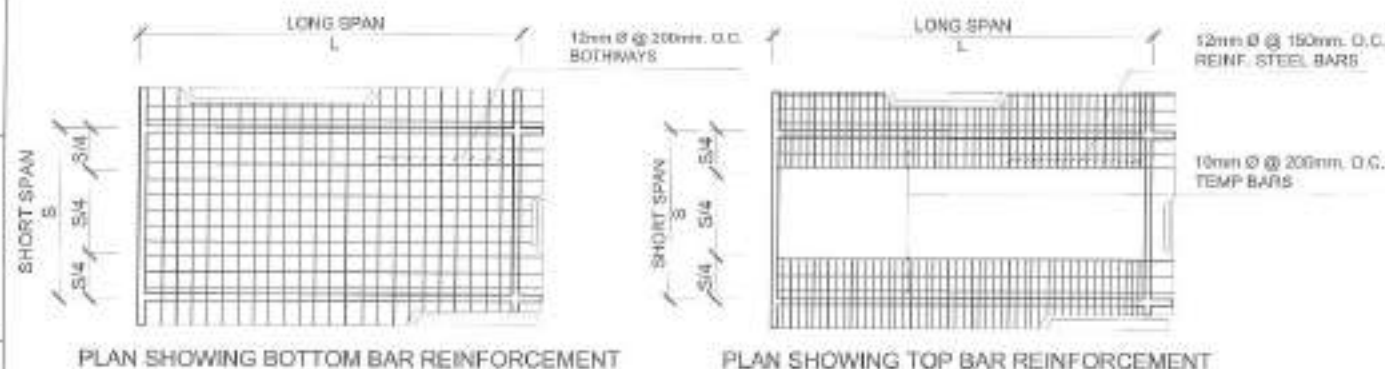 LONG SPAN
L
12mm Ø @ 200mm. O.C.
BOTHWAYS
SHORT SPAN
S
S/4
S/4
S/4
PLAN SHOWING BOTTOM BAR REINFORCEMENT
LONG SPAN
L
12mm Ø @ 150mm. O.C.
REINF. STEEL BARS
10mm Ø @ 200mm. O.C.
TEMP BARS
SHORT SPAN
S
S/4
S/4
S/4
PLAN SHOWING TOP BAR REINFORCEMENT